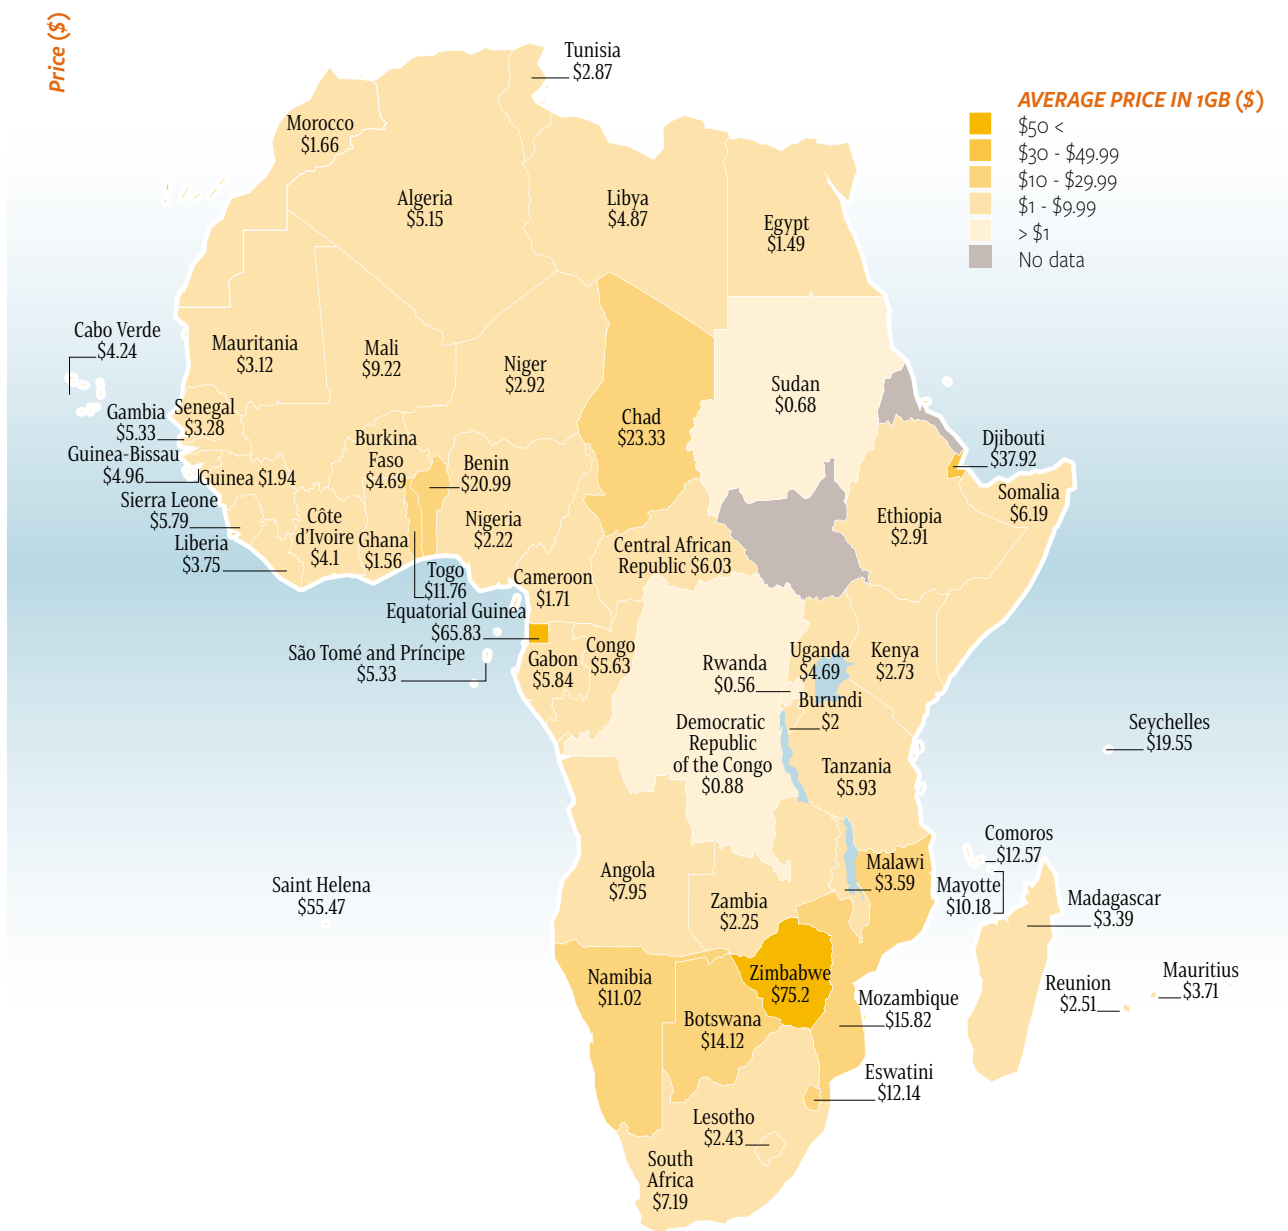 Price ($)
AVERAGE PRICE IN 1GB ($)
$50 <
$30 - $49.99
$10 - $29.99
$1 - $9.99
> $1
No data
Tunisia
$2.87
Morocco
$1.66
Algeria
$5.15
Libya
$4.87
Egypt
$1.49
Cabo Verde
$4.24
Mauritania
$3.12
Mali
$9.22
Niger
$2.92
Chad
$23.33
Sudan
$0.68
Djibouti
$37.92
Gambia
$5.33
Senegal
$3.28
Guinea-Bissau
$4.96
Guinea $1.94
Burkina
Faso
$4.69
Benin
$20.99
Somalia
$6.19
Sierra Leone
$5.79
Liberia
$3.75
Côte
d'Ivoire
$4.1
Ghana
$1.56
Nigeria
$2.22
Ethiopia
$2.91
Central African
Republic $6.03
Togo
$11.76
Cameroon
$1.71
Equatorial Guinea
$65.83
São Tomé and Príncipe
$5.33
Gabon
$5.84
Congo
$5.63
Rwanda
$0.56
Uganda
$4.69
Kenya
$2.73
Burundi
$2
Democratic
Republic
of the Congo
$0.88
Tanzania
$5.93
Seychelles
$19.55
Comoros
$12.57
Malawi
$3.59
Mayotte
$10.18
Madagascar
$3.39
Angola
$7.95
Zambia
$2.25
Saint Helena
$55.47
Namibia
$11.02
Zimbabwe
$75.2
Botswana
$14.12
Mozambique
$15.82
Reunion
$2.51
Mauritius
$3.71
Eswatini
$12.14
Lesotho
$2.43
South
Africa
$7.19